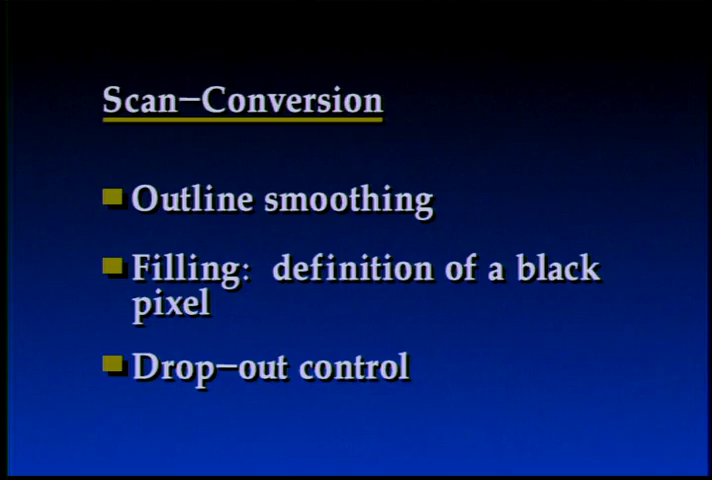 Scan–Conversion
Outline smoothing
Filling: definition of a black
pixel
Drop–out control